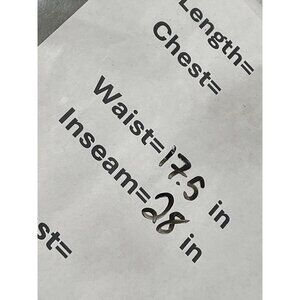 Length=
Chest=
Waist=17.5 in
Inseam=28 in
st=